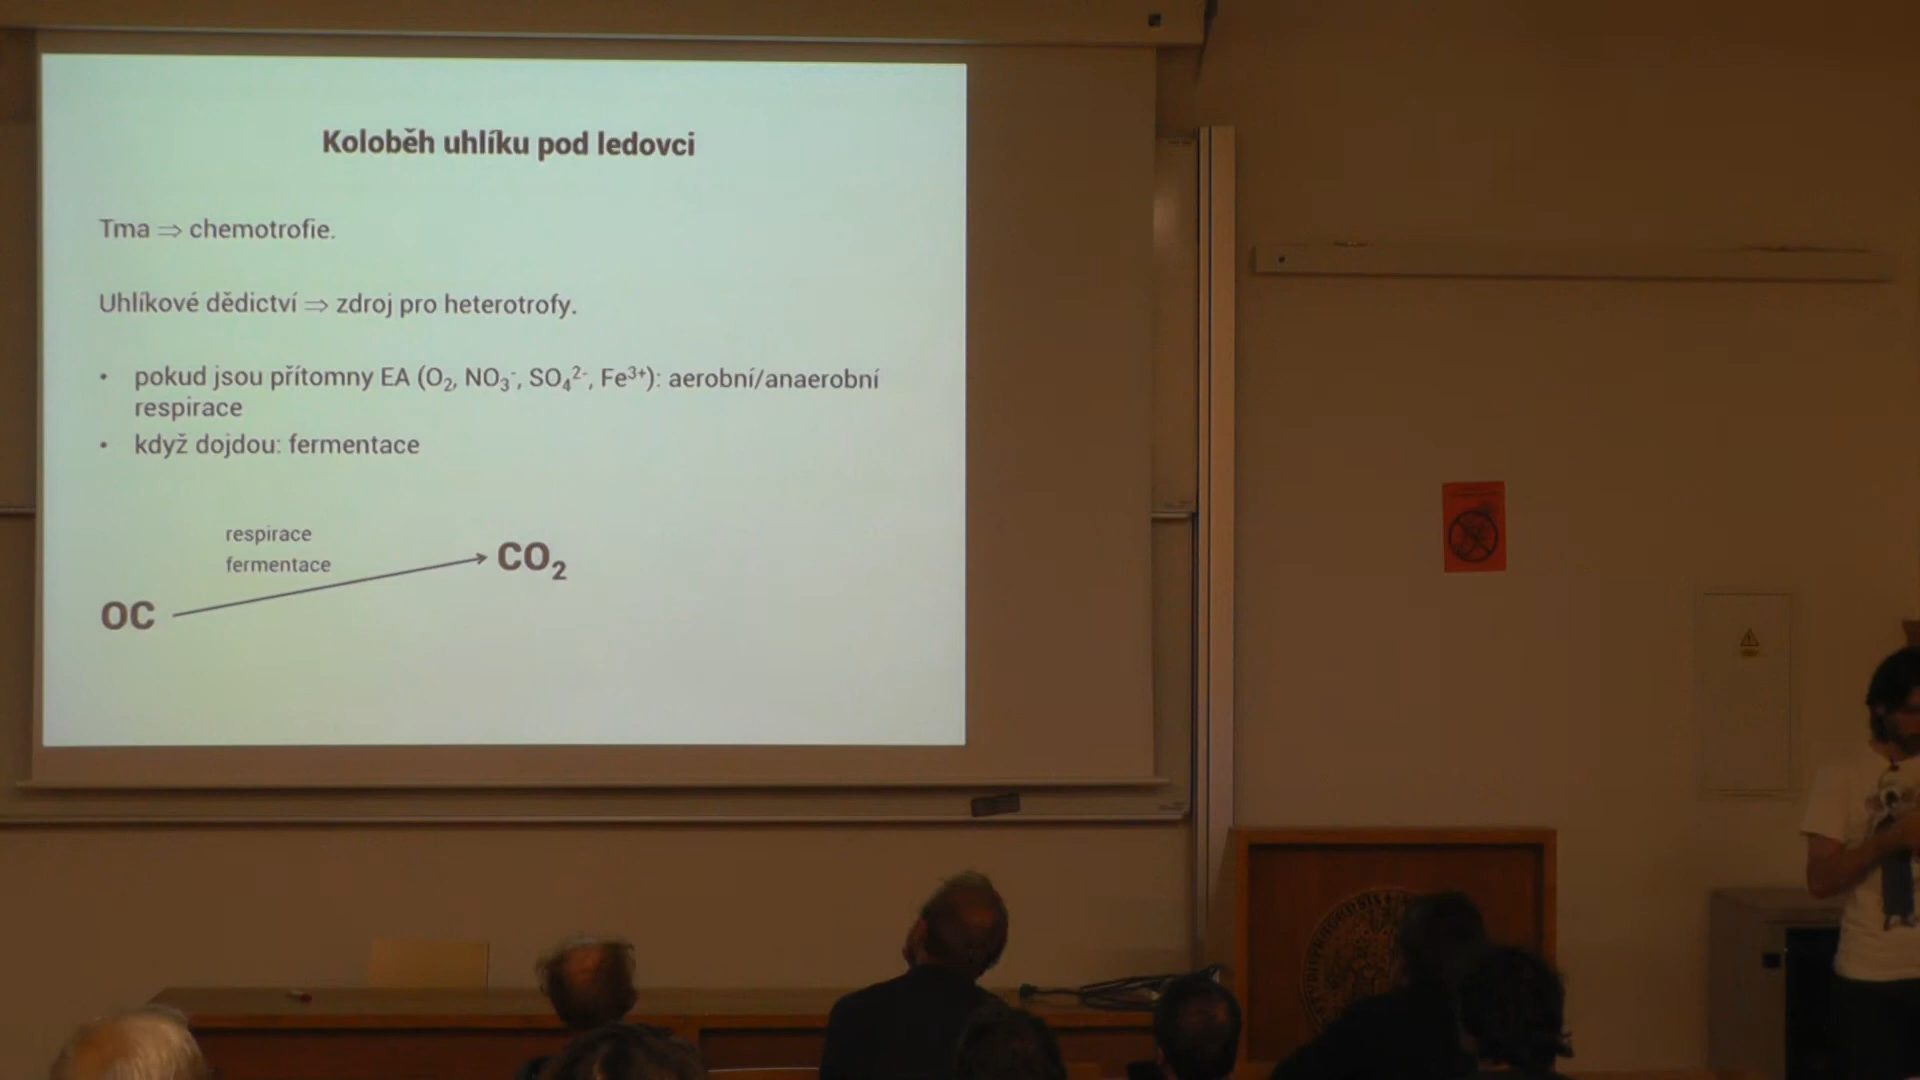 Koloběh uhlíku pod ledovci
Tma ⇒ chemotrofie.
Uhlíkové dědictví ⇒ zdroj pro heterotrofy.
• pokud jsou přítomny EA (O₂, NO₃⁻, SO₄²⁻, Fe³⁺): aerobní/anaerobní
respirace
• když dojdou: fermentace
respirace
fermentace
OC
CO₂